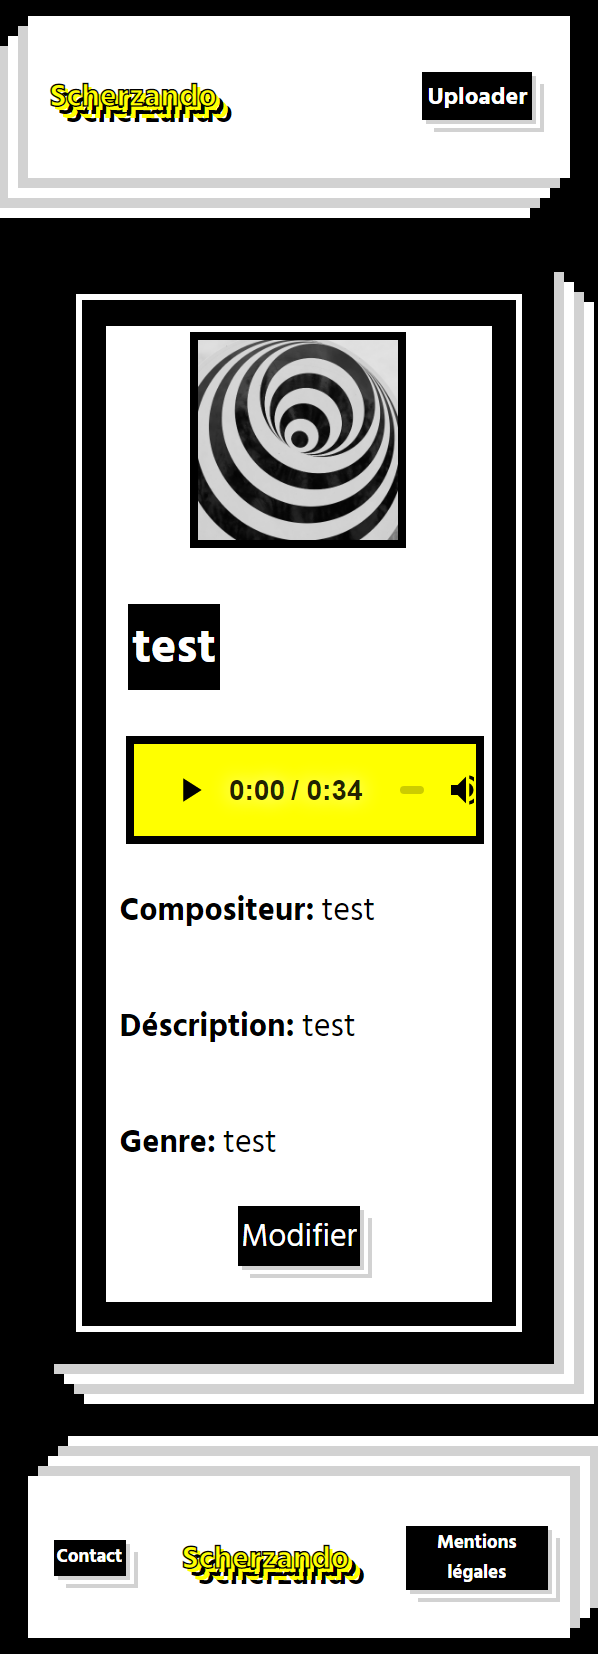 Scherzando
Uploader
test
0:00 / 0:34
Compositeur: test
Déscription: test
Genre: test
Modifier
Contact
Scherzando
Mentions
légales